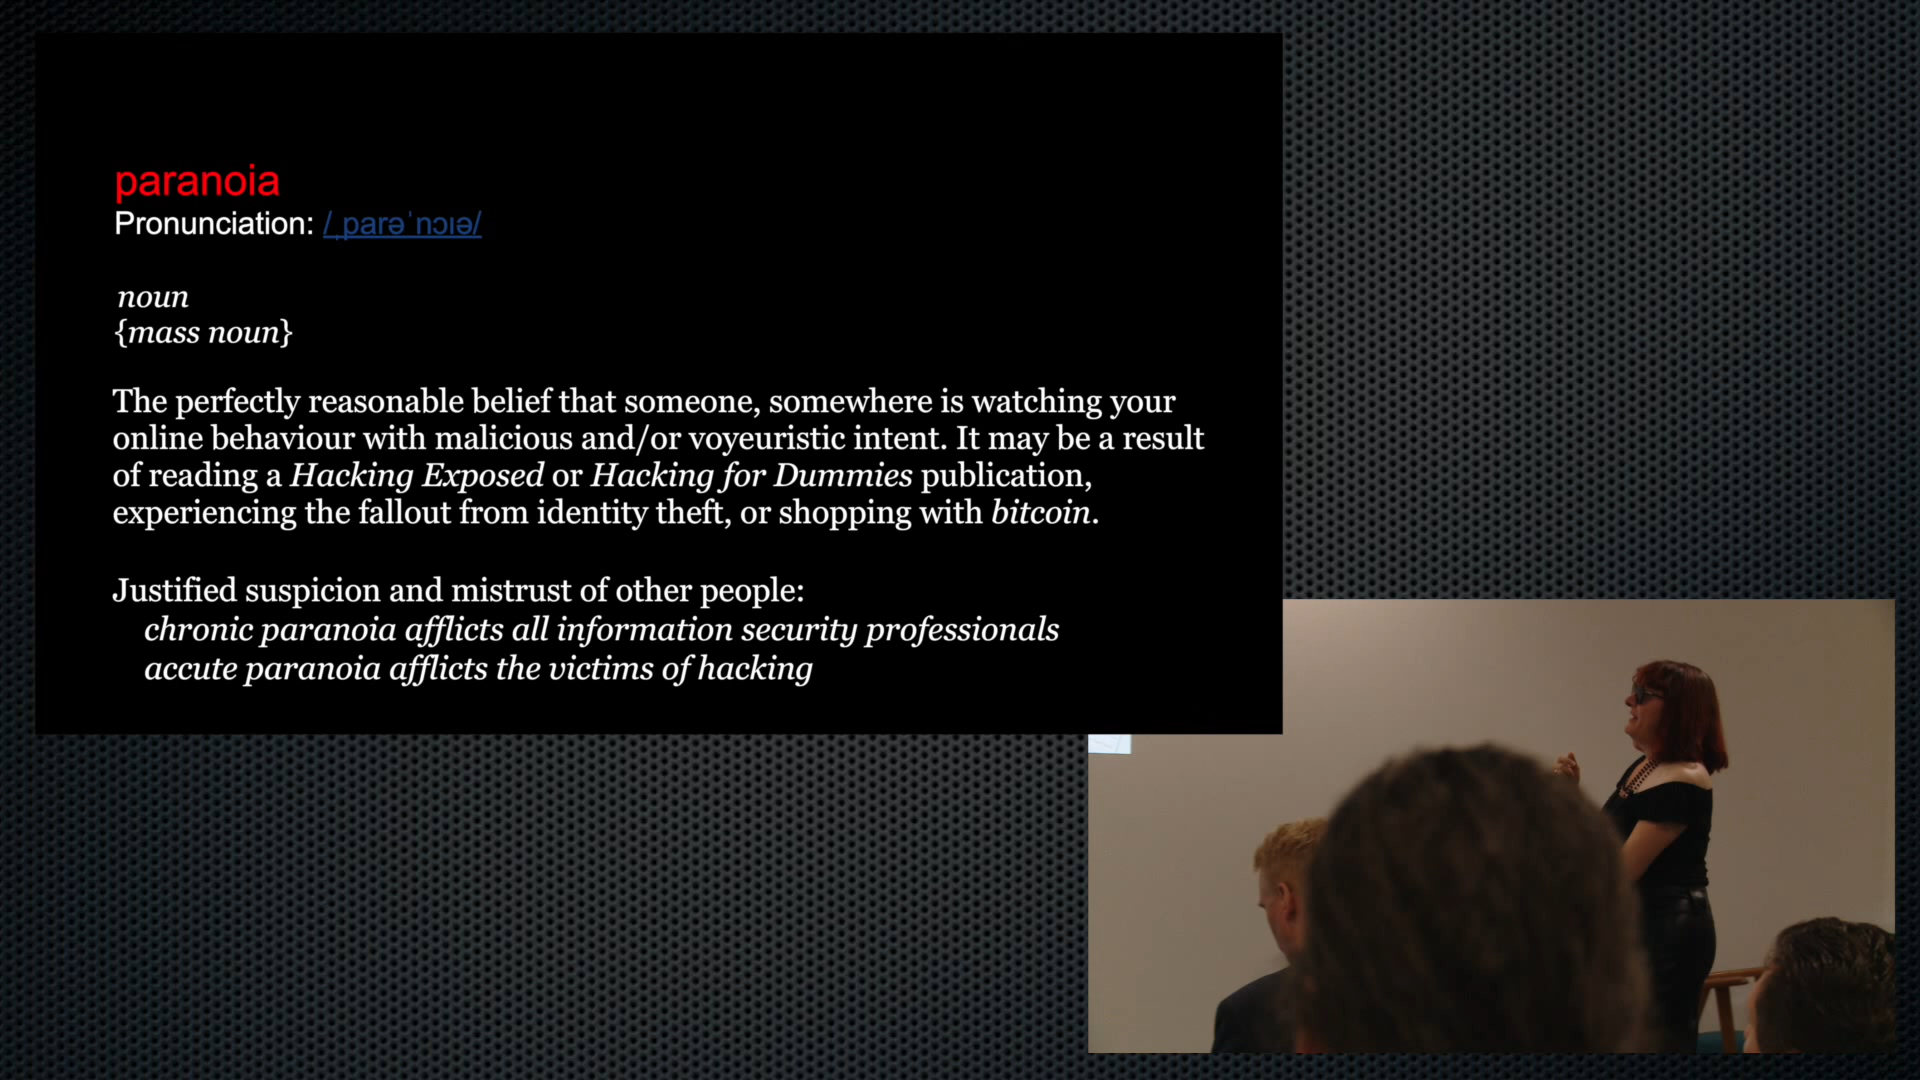 paranoia
Pronunciation: /ˌparəˈnɔɪə/
noun
{mass noun}
The perfectly reasonable belief that someone, somewhere is watching your
online behaviour with malicious and/or voyeuristic intent. It may be a result
of reading a Hacking Exposed or Hacking for Dummies publication,
experiencing the fallout from identity theft, or shopping with bitcoin.
Justified suspicion and mistrust of other people:
chronic paranoia afflicts all information security professionals
accute paranoia afflicts the victims of hacking